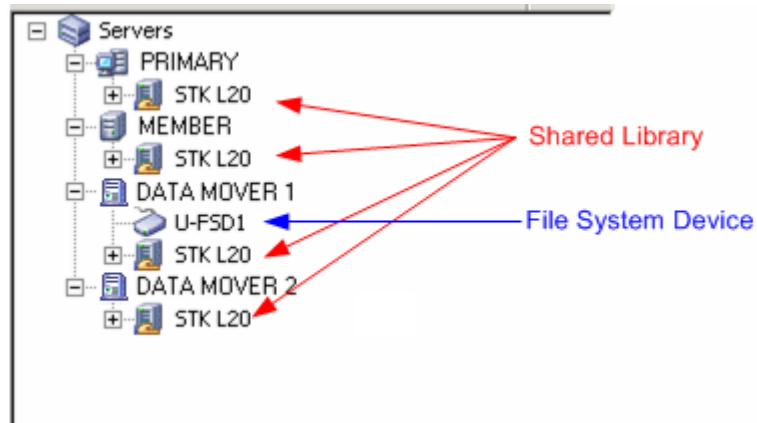 Servers
PRIMARY
STK L20
MEMBER
STK L20
DATA MOVER 1
U-FSD1
STK L20
DATA MOVER 2
STK L20
Shared Library
File System Device